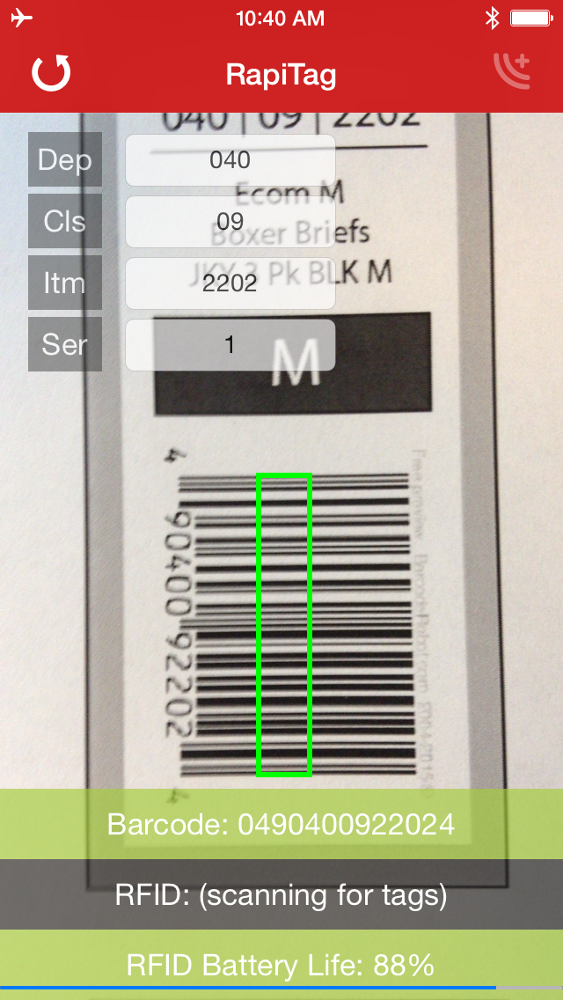 10:40 AM
RapiTag
040 | 09 | 2202
Dep 040
Ecom M
Cls 09
Boxer Briefs
Itm 2202
JKY 3 Pk BLK M
Ser 1
M
4 90400 92202 4
Barcode: 0490400922024
RFID: (scanning for tags)
RFID Battery Life: 88%